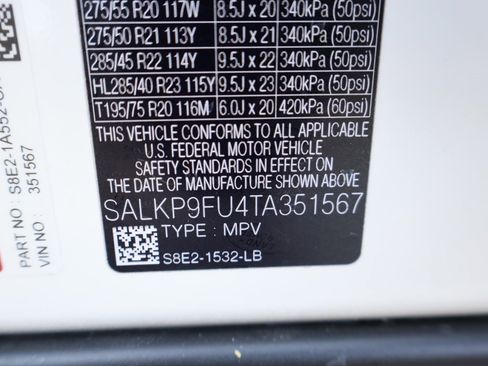 275/55 R20 117W 8.5J x 20 340kPa (50psi)
275/50 R21 113Y 8.5J x 21 340kPa (50psi)
285/45 R22 114Y 9.5J x 22 340kPa (50psi)
HL285/40 R23 115Y 9.5J x 23 340kPa (50psi)
T195/75 R20 116M 6.0J x 20 420kPa (60psi)
THIS VEHICLE CONFORMS TO ALL APPLICABLE
U.S. FEDERAL MOTOR VEHICLE
SAFETY STANDARDS IN EFFECT ON THE
DATE OF MANUFACTURE SHOWN ABOVE
SALKP9FU4TA351567
TYPE : MPV
S8E2-1532-LB
PART NO : S8E2-1A552-
VIN NO : 351567